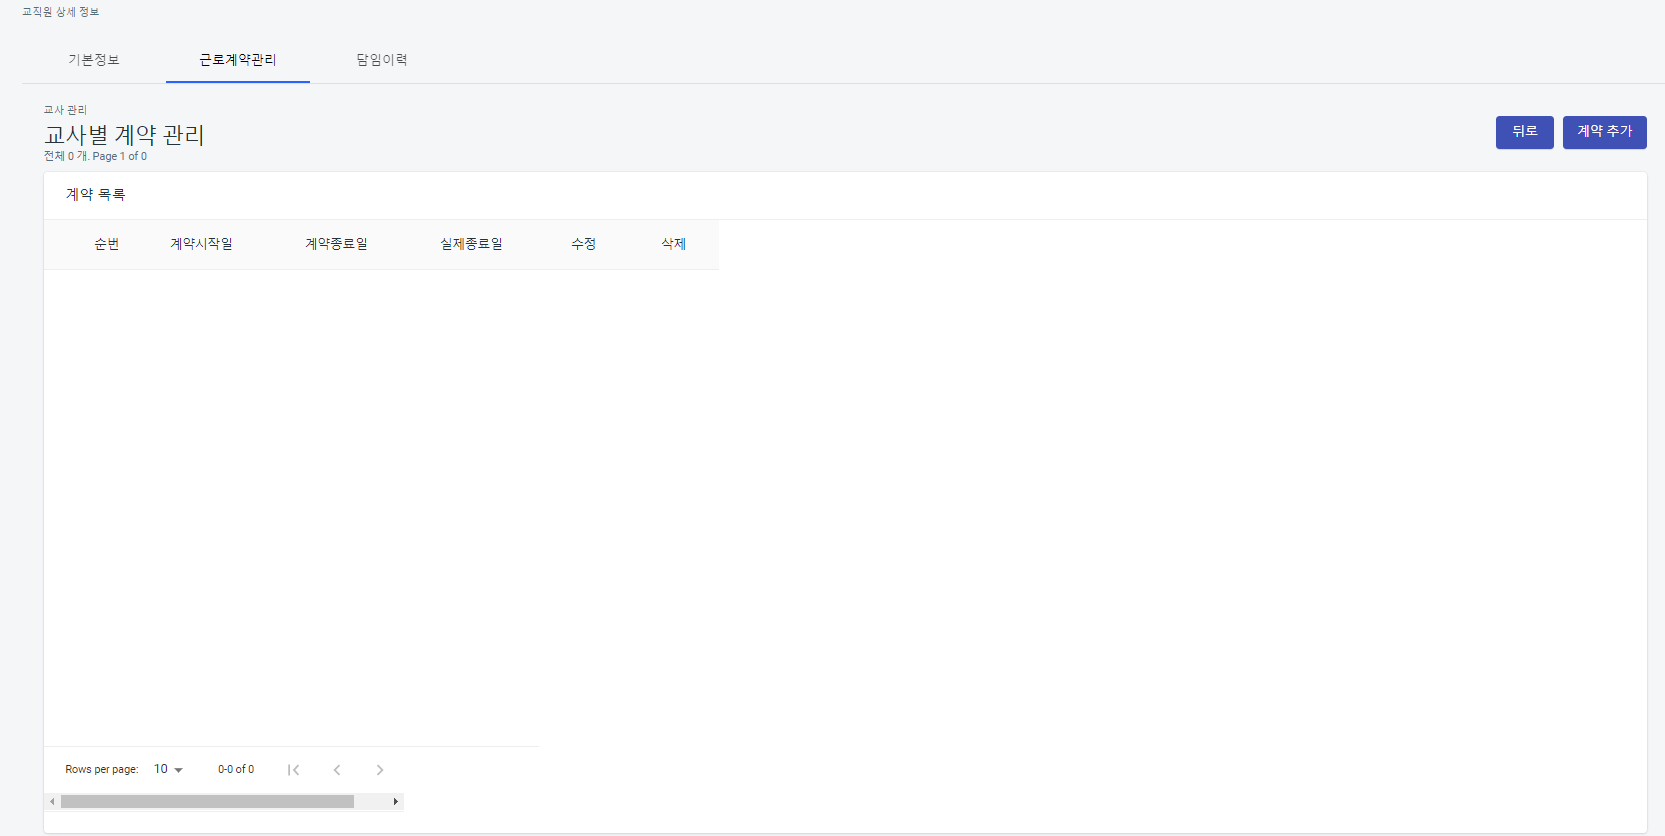 교직원 상세 정보
기본정보 근로계약관리 담임이력
교사 관리
교사별 계약 관리
전체 0 개. Page 1 of 0
뒤로 계약 추가
계약 목록
순번 계약시작일 계약종료일 실제종료일 수정 삭제
Rows per page: 10 0-0 of 0